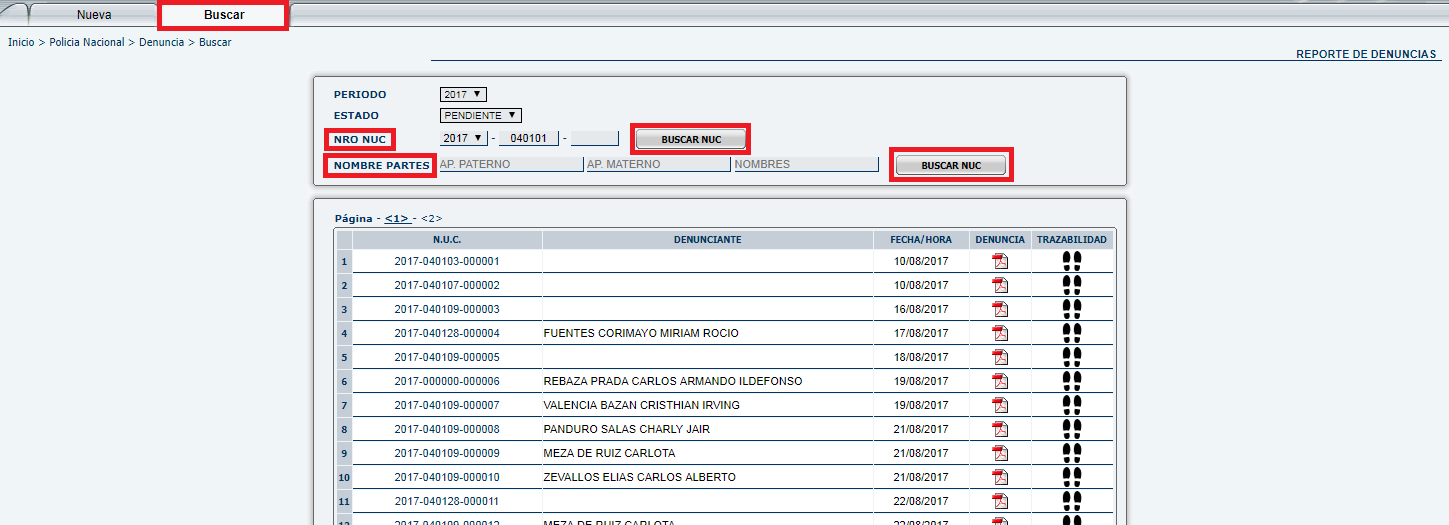 Nueva Buscar
Inicio > Policia Nacional > Denuncia > Buscar
REPORTE DE DENUNCIAS
PERIODO 2017
ESTADO PENDIENTE
NRO NUC 2017 - 040101 - BUSCAR NUC
NOMBRE PARTES AP. PATERNO AP. MATERNO NOMBRES BUSCAR NUC
Página - <1> - <2>
N.U.C. DENUNCIANTE FECHA/HORA DENUNCIA TRAZABILIDAD
1 2017-040103-000001 10/08/2017
2 2017-040107-000002 10/08/2017
3 2017-040109-000003 16/08/2017
4 2017-040128-000004 FUENTES CORIMAYO MIRIAM ROCIO 17/08/2017
5 2017-040109-000005 18/08/2017
6 2017-000000-000006 REBAZA PRADA CARLOS ARMANDO ILDEFONSO 19/08/2017
7 2017-040109-000007 VALENCIA BAZAN CRISTHIAN IRVING 19/08/2017
8 2017-040109-000008 PANDURO SALAS CHARLY JAIR 21/08/2017
9 2017-040109-000009 MEZA DE RUIZ CARLOTA 21/08/2017
10 2017-040109-000010 ZEVALLOS ELIAS CARLOS ALBERTO 21/08/2017
11 2017-040128-000011 22/08/2017
12 2017-040109-000012 MEZA DE RUIZ CARLOTA 22/08/2017